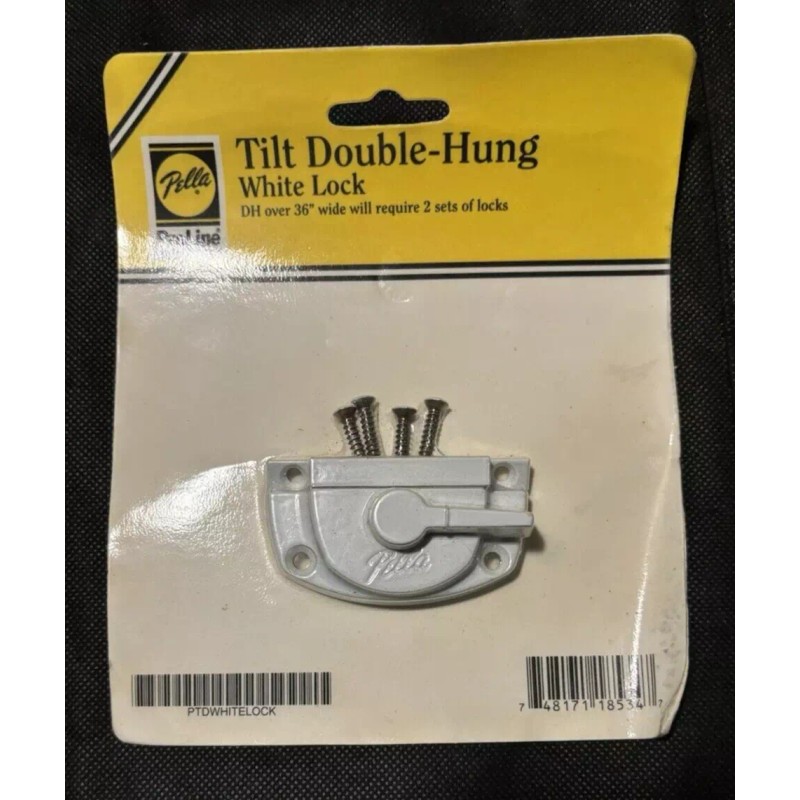 Tilt Double-Hung
White Lock
DH over 36" wide will require 2 sets of locks
Pella
®
ProLine®
Pella
PTDWHITELOCK
7 48171 18534 7